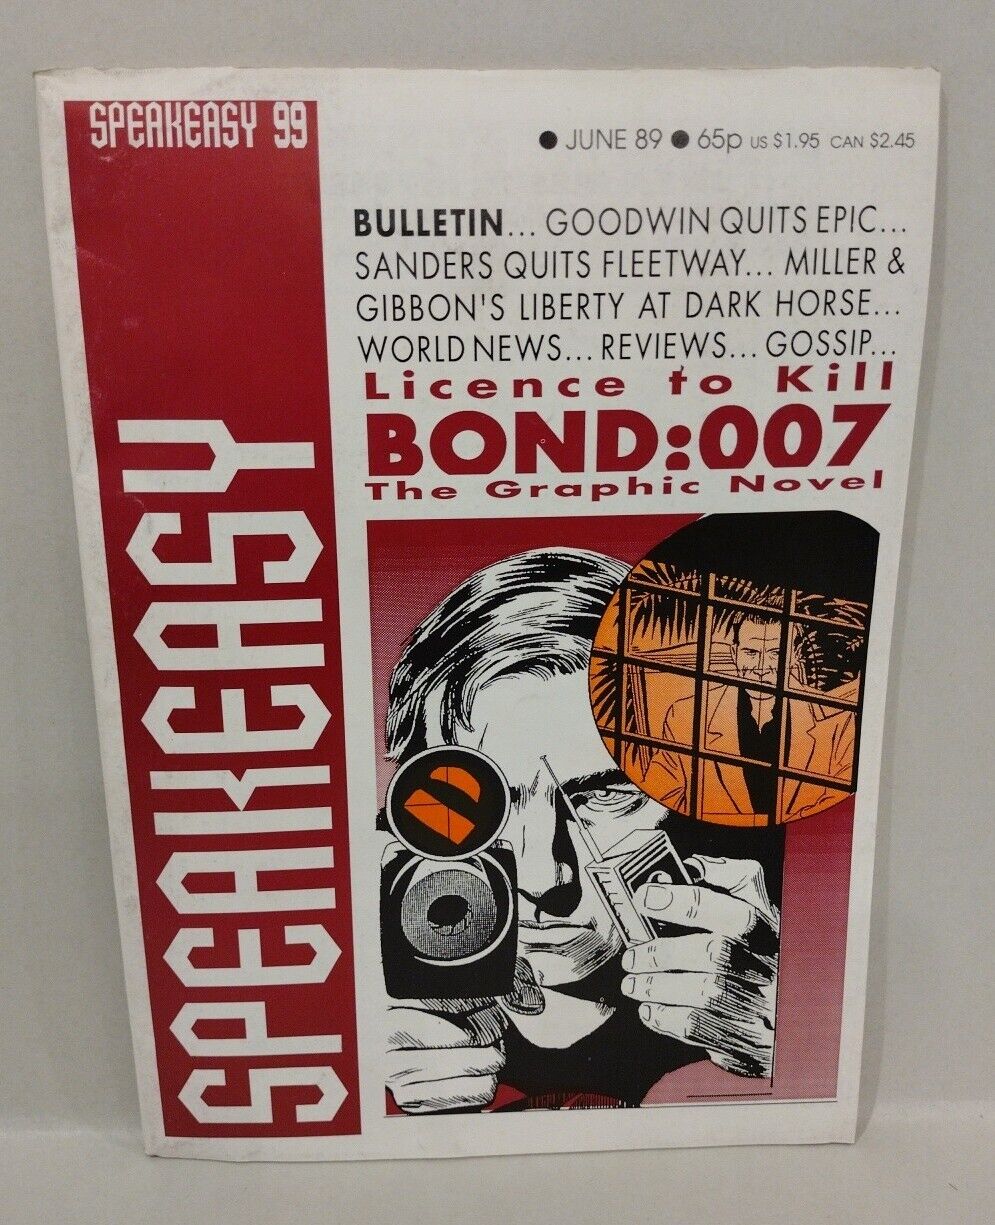 SPEAKEASY 99
● JUNE 89 ● 65p US $1.95 CAN $2.45
BULLETIN... GOODWIN QUITS EPIC...
SANDERS QUITS FLEETWAY... MILLER &
GIBBON'S LIBERTY AT DARK HORSE...
WORLD NEWS... REVIEWS... GOSSIP...
Licence to Kill
BOND:007
The Graphic Novel
SPEAKEASY